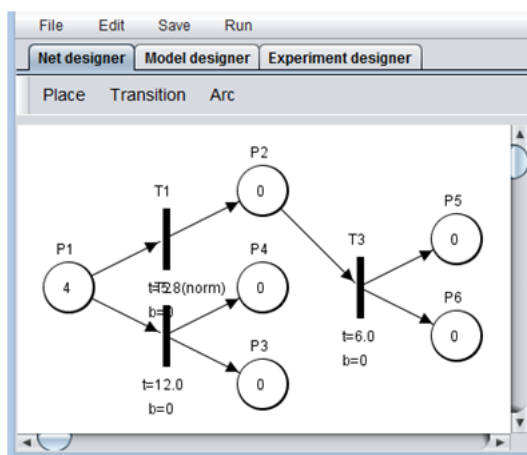 File Edit Save Run
Net designer Model designer Experiment designer
Place Transition Arc
P2
T1
0
P5
P1
P4
T3
0
4
0
P6
b=0
0
t=6.0
b=0
P3
t=12.0
0
b=0